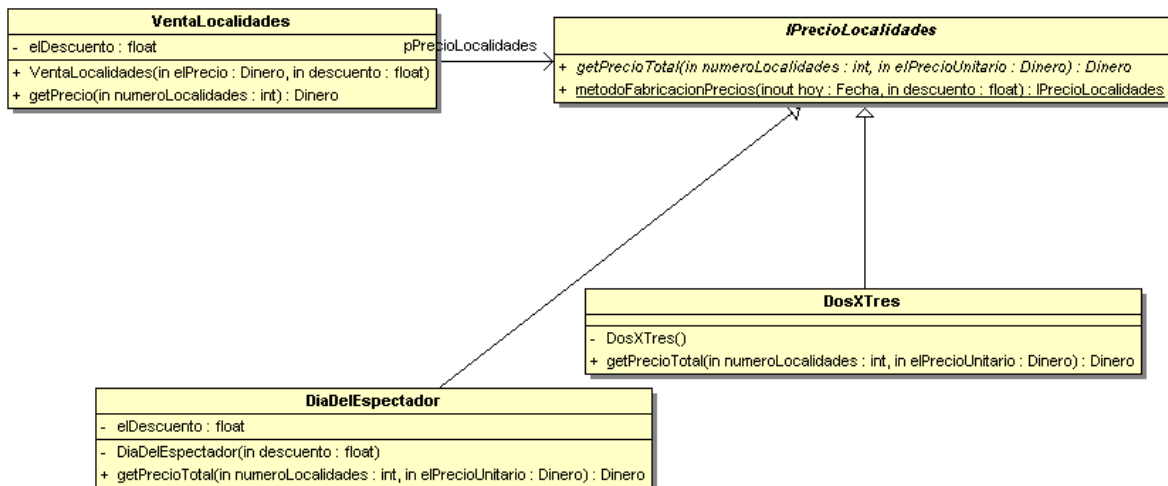 VentaLocalidades
- elDescuento : float
+ VentaLocalidades(in elPrecio : Dinero, in descuento : float)
+ getPrecio(in numeroLocalidades : int) : Dinero
pPrecioLocalidades
IPrecioLocalidades
+ getPrecioTotal(in numeroLocalidades : int, in elPrecioUnitario : Dinero) : Dinero
+ metodoFabricacionPrecios(inout hoy : Fecha, in descuento : float) : IPrecioLocalidades
DosXTres
- DosXTres()
+ getPrecioTotal(in numeroLocalidades : int, in elPrecioUnitario : Dinero) : Dinero
DiaDelEspectador
- elDescuento : float
- DiaDelEspectador(in descuento : float)
+ getPrecioTotal(in numeroLocalidades : int, in elPrecioUnitario : Dinero) : Dinero